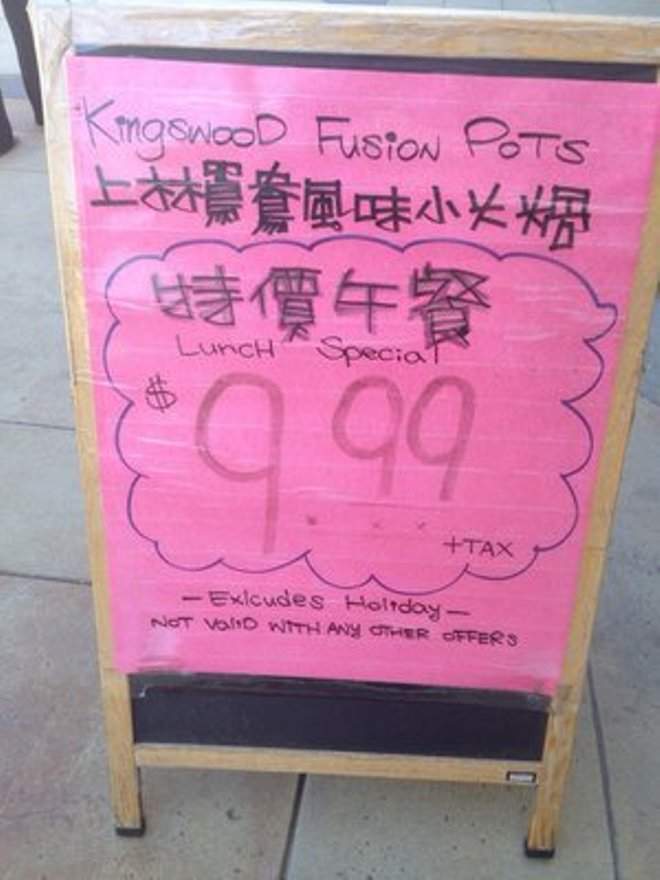 KingswooD FusioN PoTs
上林鴛鴦風味小火鍋
特價午餐
LuncH Special
$ 9.99
+TAX
— Exlcudes Holiday —
NOT ValiD WITH ANY OTHER OFFERS